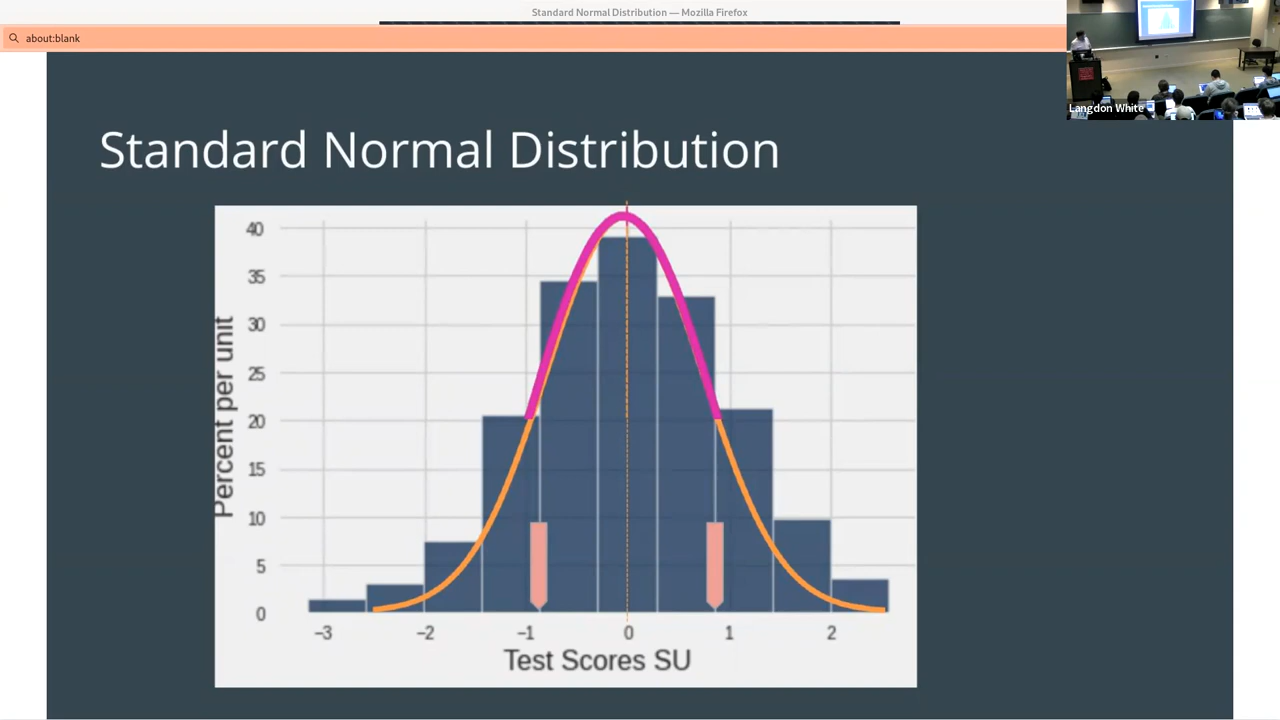 Standard Normal Distribution — Mozilla Firefox
about:blank
Langdon White
Standard Normal Distribution
40
35
30
25
20
15
10
5
0
Percent per unit
−3
−2
−1
0
1
2
Test Scores SU